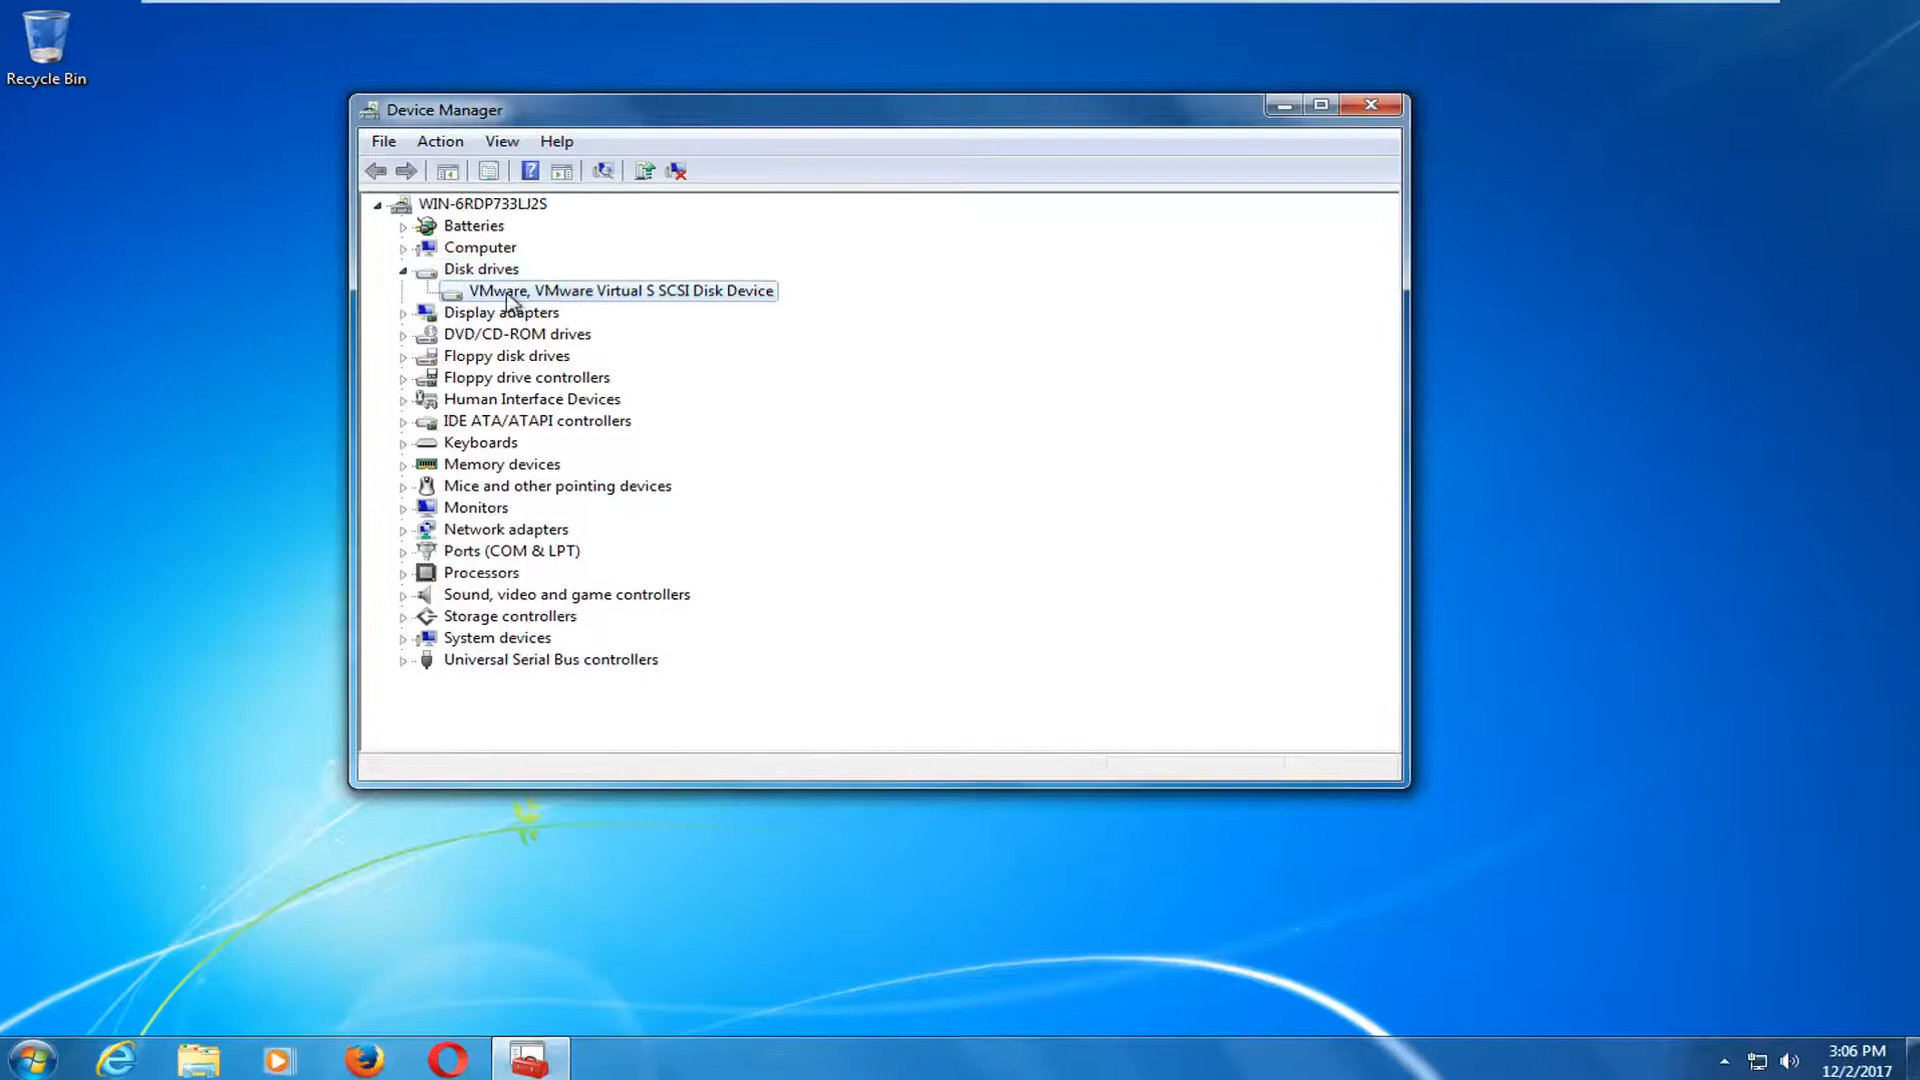 Recycle Bin
Device Manager
File Action View Help
WIN-6RDP733LJ2S
Batteries
Computer
Disk drives
VMware, VMware Virtual S SCSI Disk Device
Display adapters
DVD/CD-ROM drives
Floppy disk drives
Floppy drive controllers
Human Interface Devices
IDE ATA/ATAPI controllers
Keyboards
Memory devices
Mice and other pointing devices
Monitors
Network adapters
Ports (COM & LPT)
Processors
Sound, video and game controllers
Storage controllers
System devices
Universal Serial Bus controllers
3:06 PM
12/2/2017